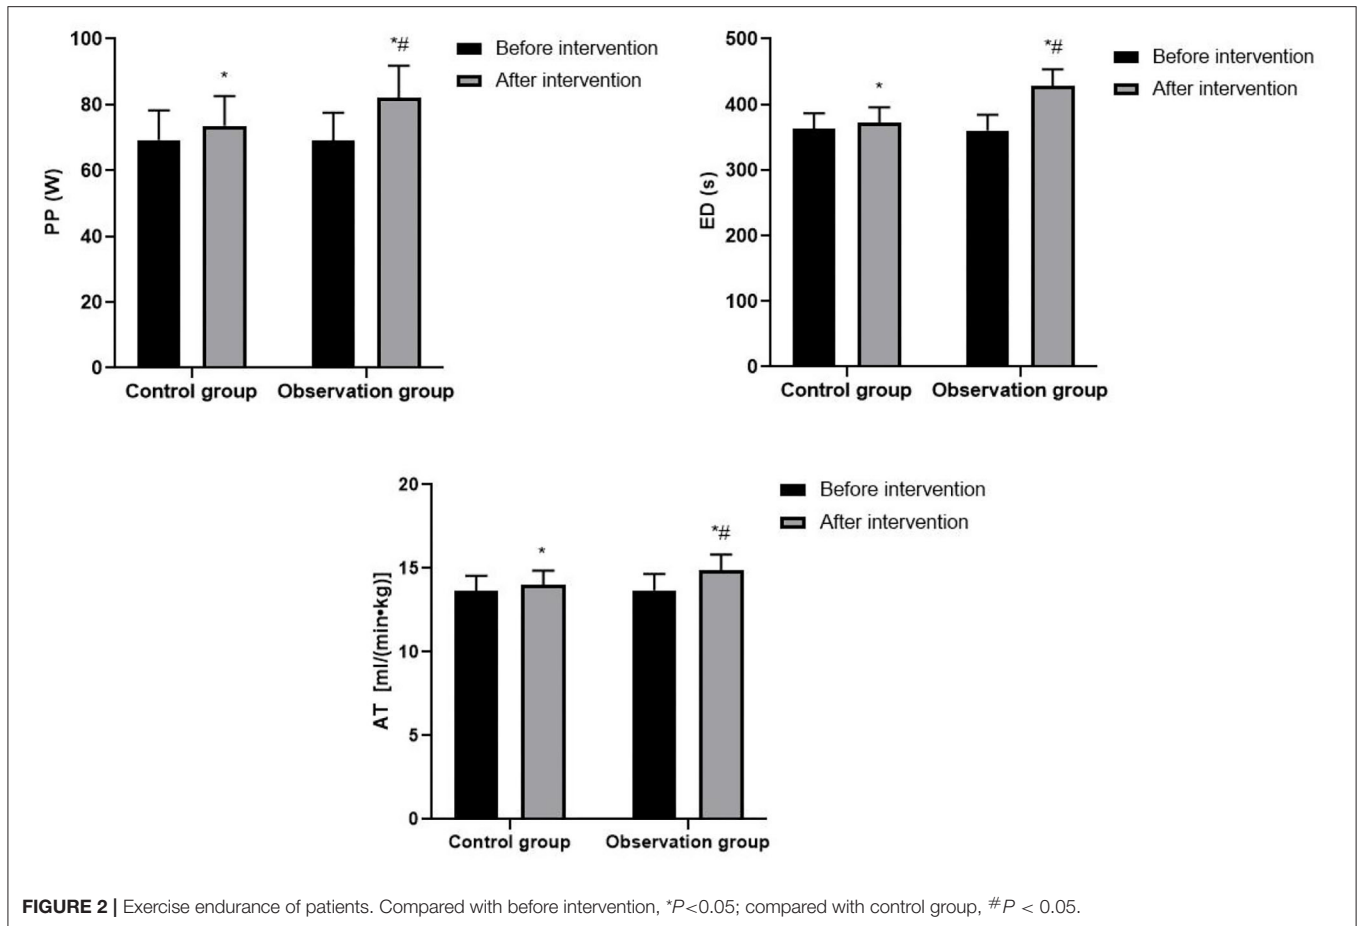 100
80
60
40
20
0
PP (W)
*
*#
Before intervention
After intervention
Control group
Observation group
500
400
300
200
100
0
ED (s)
*
*#
Before intervention
After intervention
Control group
Observation group
20
15
10
5
0
AT [ml/(min•kg)]
*
*#
Before intervention
After intervention
Control group
Observation group
FIGURE 2 | Exercise endurance of patients. Compared with before intervention, *P<0.05; compared with control group, #P < 0.05.